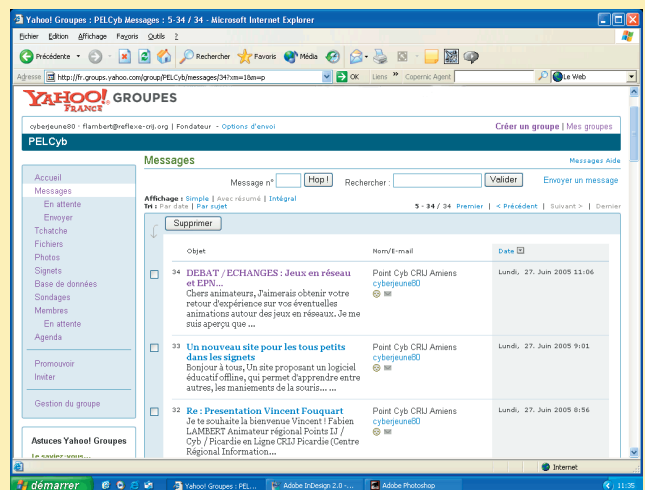 Yahoo! Groupes : PELCyb Messages : 5-34 / 34 - Microsoft Internet Explorer
Fichier Edition Affichage Favoris Outils ?
Précédente Rechercher Favoris Média
Adresse http://fr.groups.yahoo.com/group/PELCyb/messages/34?xm=1&m=p OK Liens » Copernic Agent Le Web
YAHOO! GROUPES
FRANCE
cyberjeune80 · flambert@reflexe-crij.org | Fondateur - Options d'envoi Créer un groupe | Mes groupes
PELCyb
Accueil
Messages
En attente
Envoyer
Tchatche
Fichiers
Photos
Signets
Base de données
Sondages
Membres
En attente
Agenda
Promouvoir
Inviter
Gestion du groupe
Astuces Yahoo! Groupes
Le saviez-vous...
Messages Messages Aide
Message n° Hop ! Rechercher : Valider Envoyer un message
Affichage : Simple | Avec résumé | Intégral
Tri : Par date | Par sujet 5 - 34 / 34 Premier | < Précédent | Suivant > | Dernier
Supprimer
Objet Nom/E-mail Date
34 DEBAT / ECHANGES : Jeux en réseau
et EPN...
Chers animateurs, J'aimerais obtenir votre
retour d'expérience sur vos éventuelles
animations autour des jeux en réseaux. Je me
suis aperçu que ...
Point Cyb CRIJ Amiens
cyberjeune80
Lundi, 27. Juin 2005 11:06
33 Un nouveau site pour les tous petits
dans les signets
Bonjour à tous, Un site proposant un logiciel
éducatif offline, qui permet d'apprendre entre
autres, les maniements de la souris... ...
Point Cyb CRIJ Amiens
cyberjeune80
Lundi, 27. Juin 2005 9:01
32 Re : Presentation Vincent Fouquart
Je te souhaite la bienvenue Vincent ! Fabien
LAMBERT Animateur régional Points IJ /
Cyb / Picardie en Ligne CRIJ Picardie (Centre
Régional Information...
Point Cyb CRIJ Amiens
cyberjeune80
Lundi, 27. Juin 2005 8:56
Internet
démarrer Yahoo! Groupes : PEL... Adobe InDesign 2.0 -... Adobe Photoshop 11:35